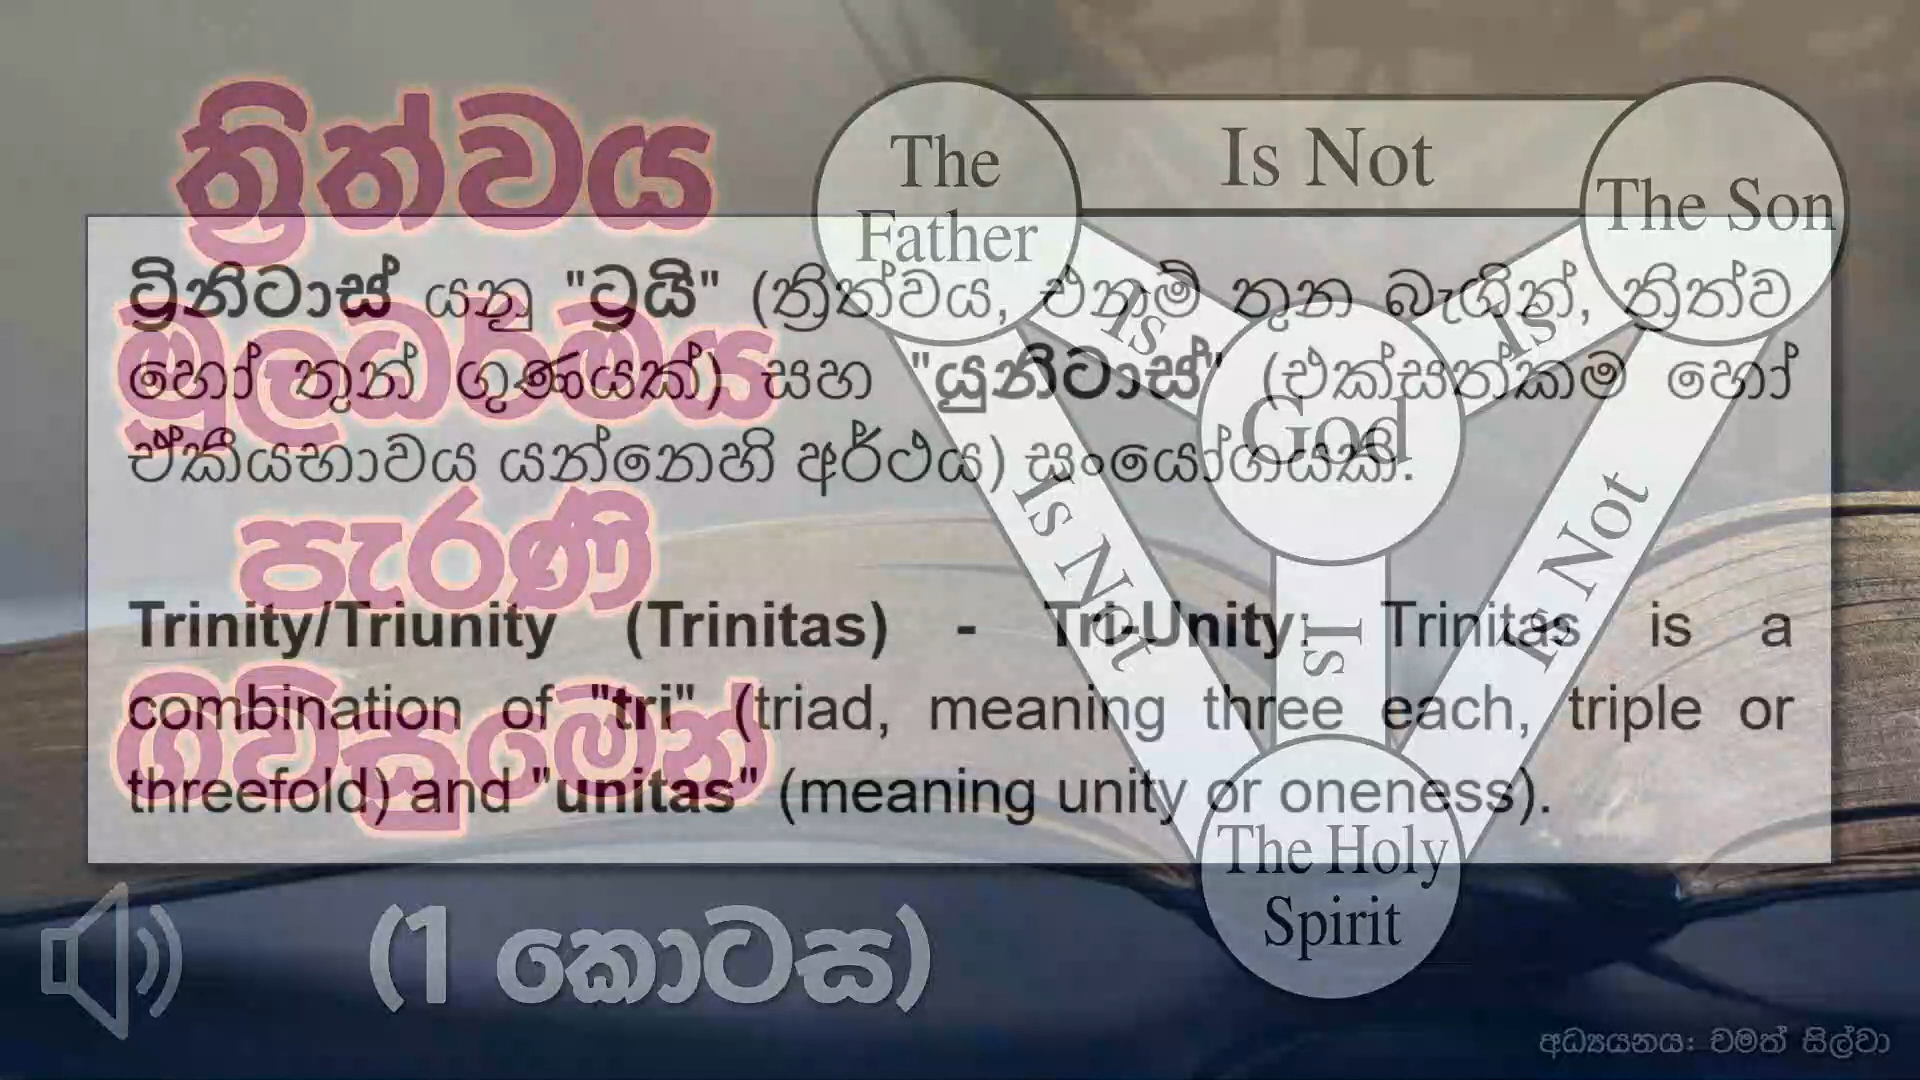 ත්‍රිත්වය
මූලධර්මය
පැරණි
ගිවිසුමෙන්
(1 කොටස)
ට්‍රිනිටාස් යනු "ට්‍රයි" (ත්‍රිත්වය, එනම් තුන බැගින්, ත්‍රිත්ව
හෝ තුන් ගුණයක්) සහ "යුනිටාස්" (එක්සත්කම හෝ
ඒකීයභාවය යන්නෙහි අර්ථය) සංයෝගයකි.
Trinity/Triunity (Trinitas) - Tri-Unity: Trinitas is a
combination of "tri" (triad, meaning three each, triple or
threefold) and "unitas" (meaning unity or oneness).
The
Father
Is Not
The Son
Is
Is
God
Is Not
Is
Is Not
The Holy
Spirit
අධ්‍යයනය: චමත් සිල්වා